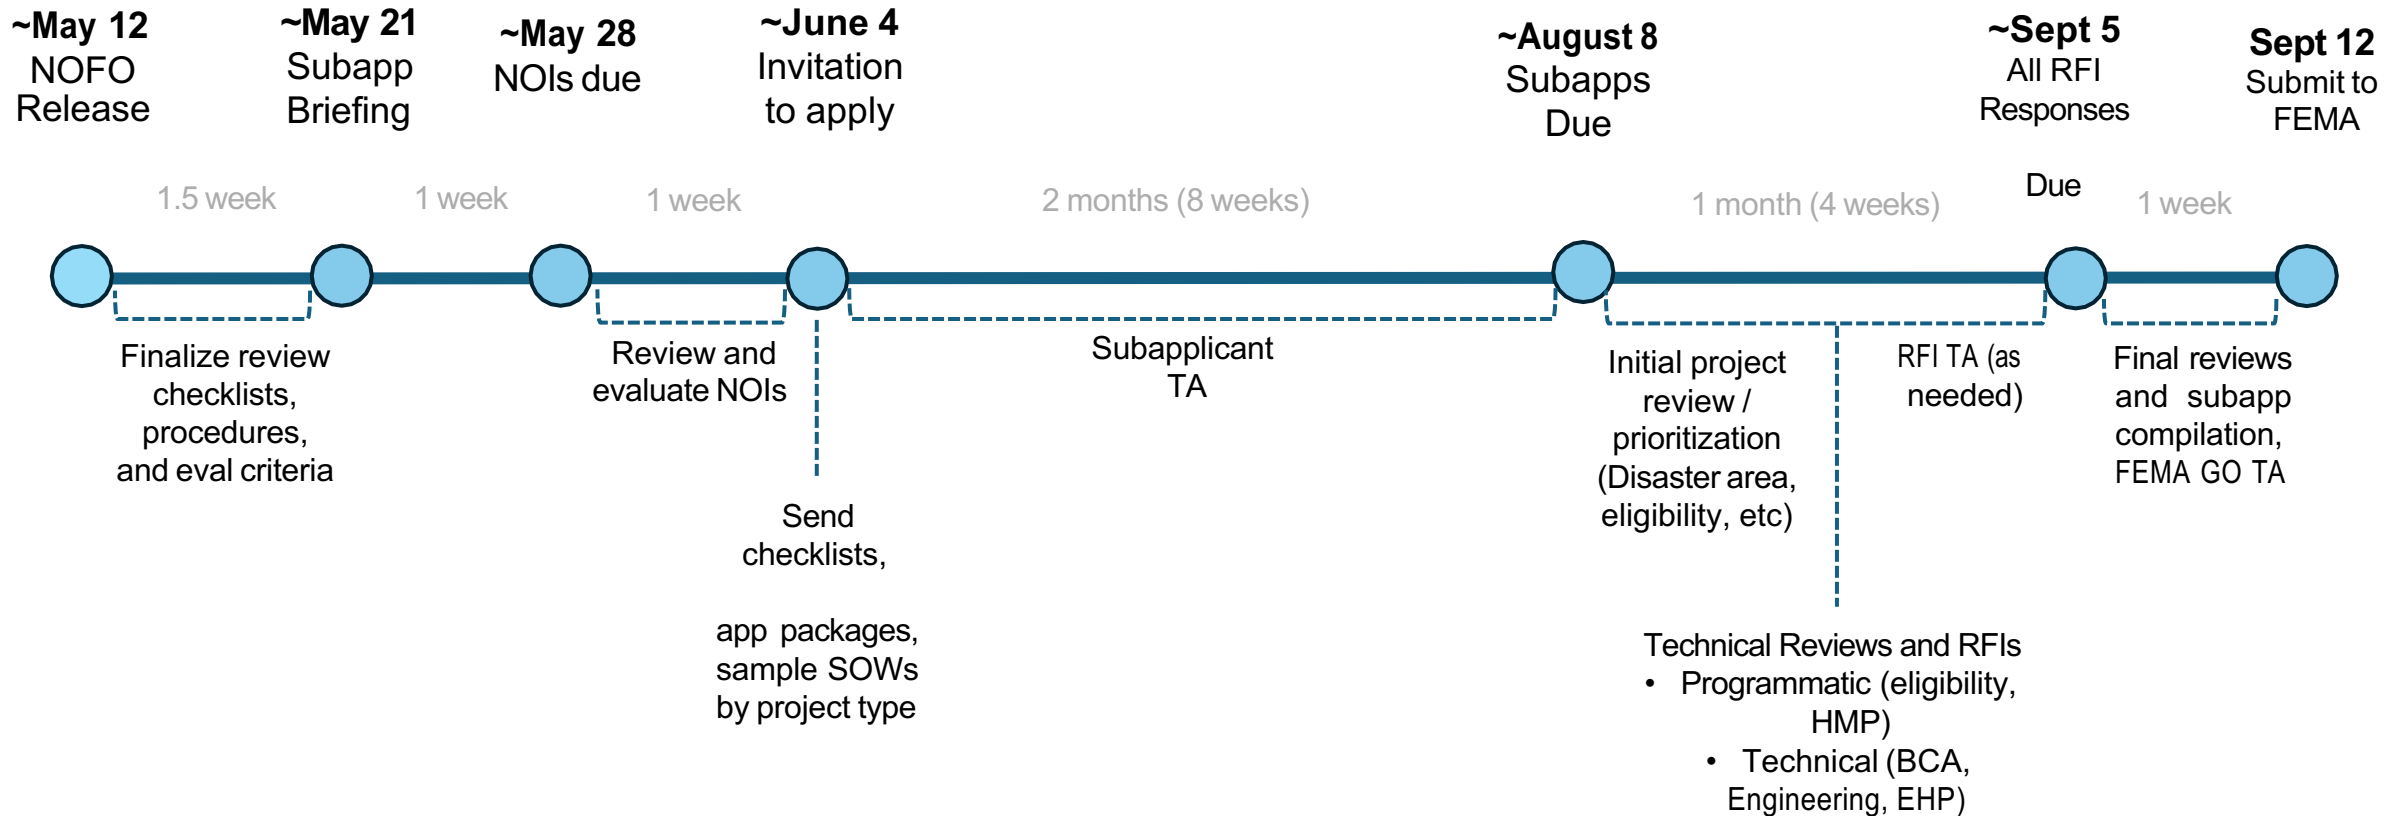 ~May 12
NOFO
Release
~May 21
Subapp
Briefing
~May 28
NOIs due
~June 4
Invitation
to apply
~August 8
Subapps
Due
~Sept 5
All RFI
Responses
Due
Sept 12
Submit to
FEMA
1.5 week
1 week
1 week
2 months (8 weeks)
1 month (4 weeks)
1 week
Finalize review
checklists,
procedures,
and eval criteria
Review and
evaluate NOIs
Send
checklists,
app packages,
sample SOWs
by project type
Subapplicant
TA
Initial project
review /
prioritization
(Disaster area,
eligibility, etc)
RFI TA (as
needed)
Technical Reviews and RFIs
• Programmatic (eligibility,
HMP)
• Technical (BCA,
Engineering, EHP)
Final reviews
and subapp
compilation,
FEMA GO TA